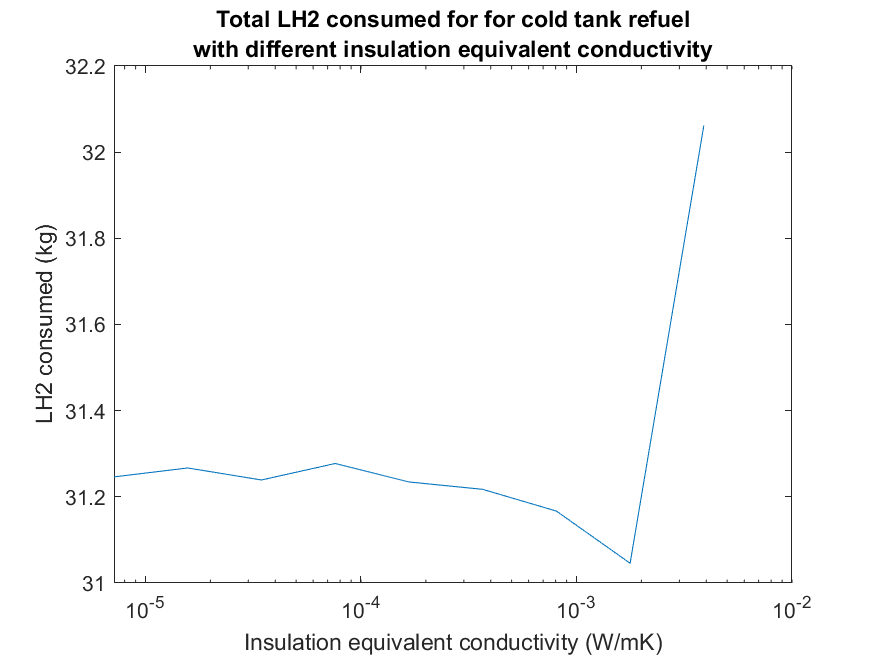 Total LH2 consumed for for cold tank refuel
with different insulation equivalent conductivity
32.2
32
31.8
31.6
31.4
31.2
31
LH2 consumed (kg)
10-5
10-4
10-3
10-2
Insulation equivalent conductivity (W/mK)